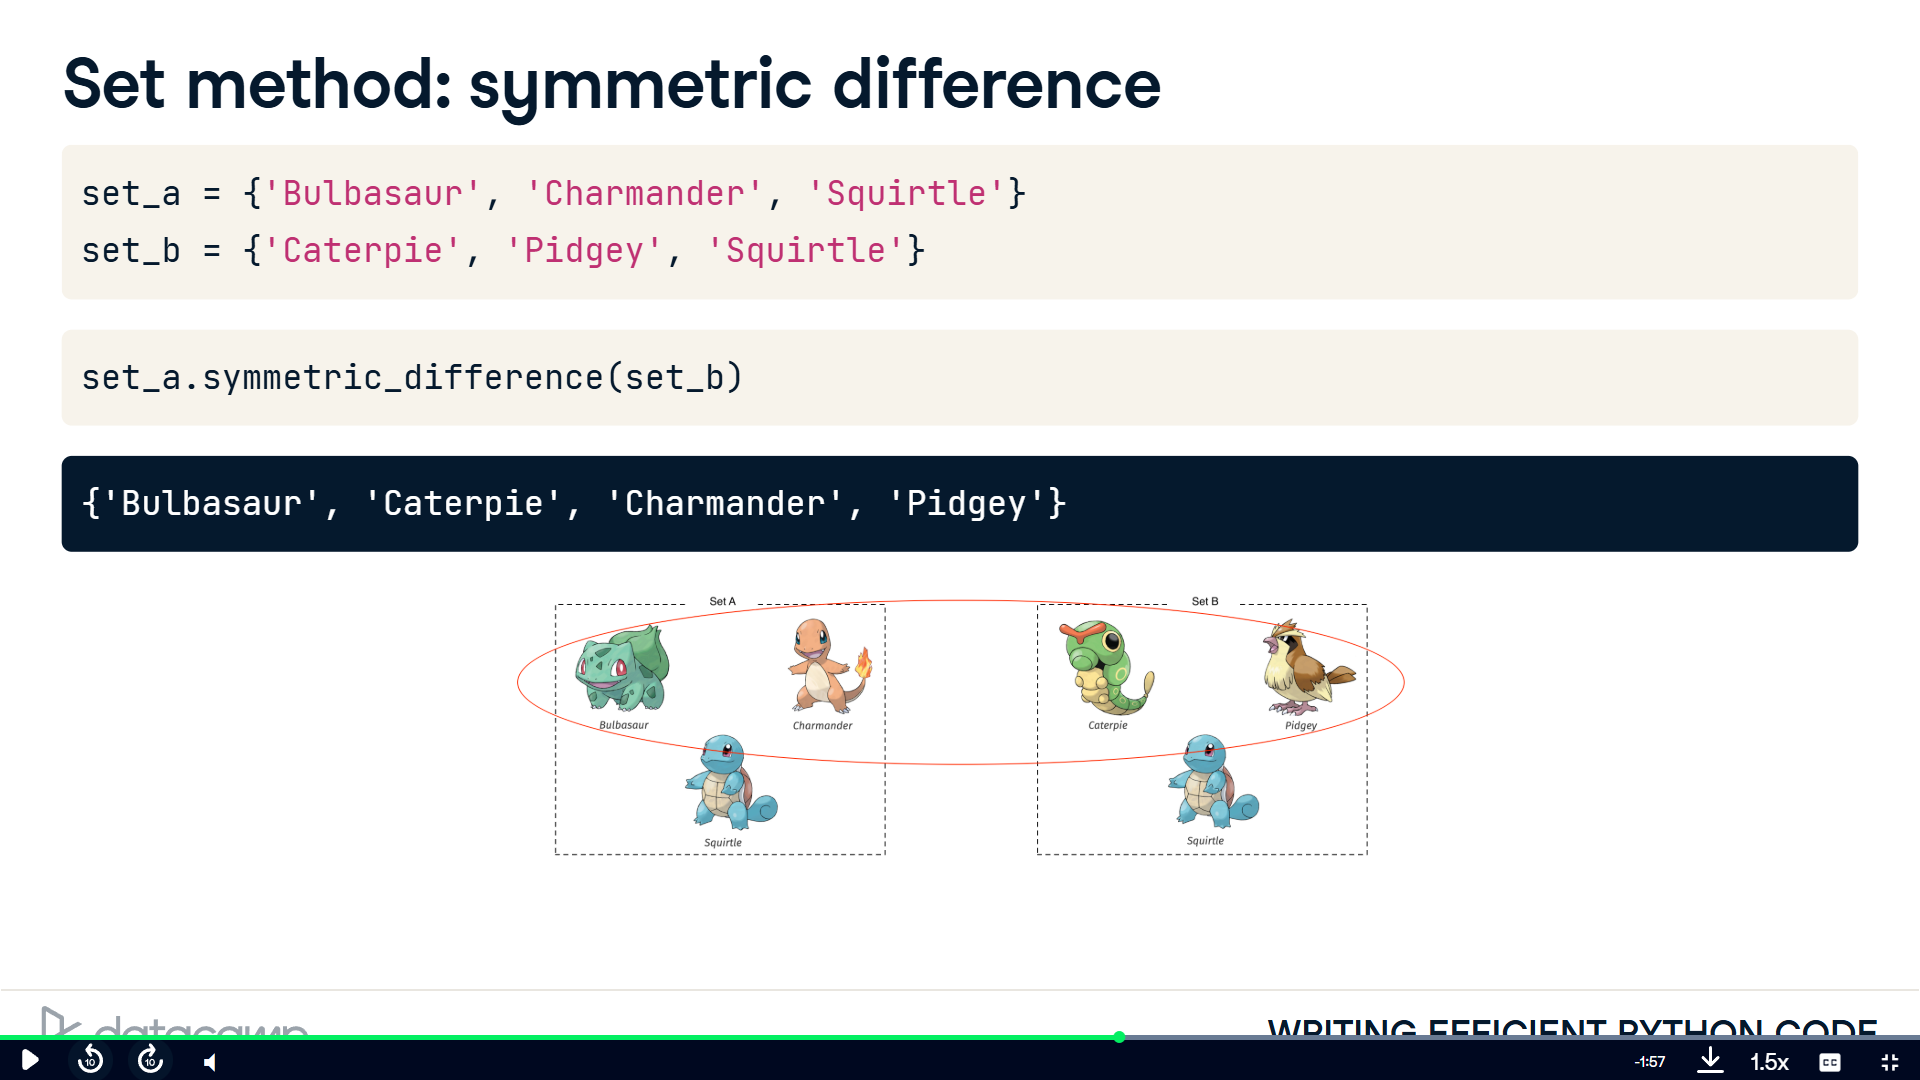 Set method: symmetric difference
set_a = {'Bulbasaur', 'Charmander', 'Squirtle'}
set_b = {'Caterpie', 'Pidgey', 'Squirtle'}
set_a.symmetric_difference(set_b)
{'Bulbasaur', 'Caterpie', 'Charmander', 'Pidgey'}
Set A
Set B
Bulbasaur
Charmander
Caterpie
Pidgey
Squirtle
Squirtle
datacamp
WRITING EFFICIENT PYTHON CODE
10
10
-1:57
1.5x
CC